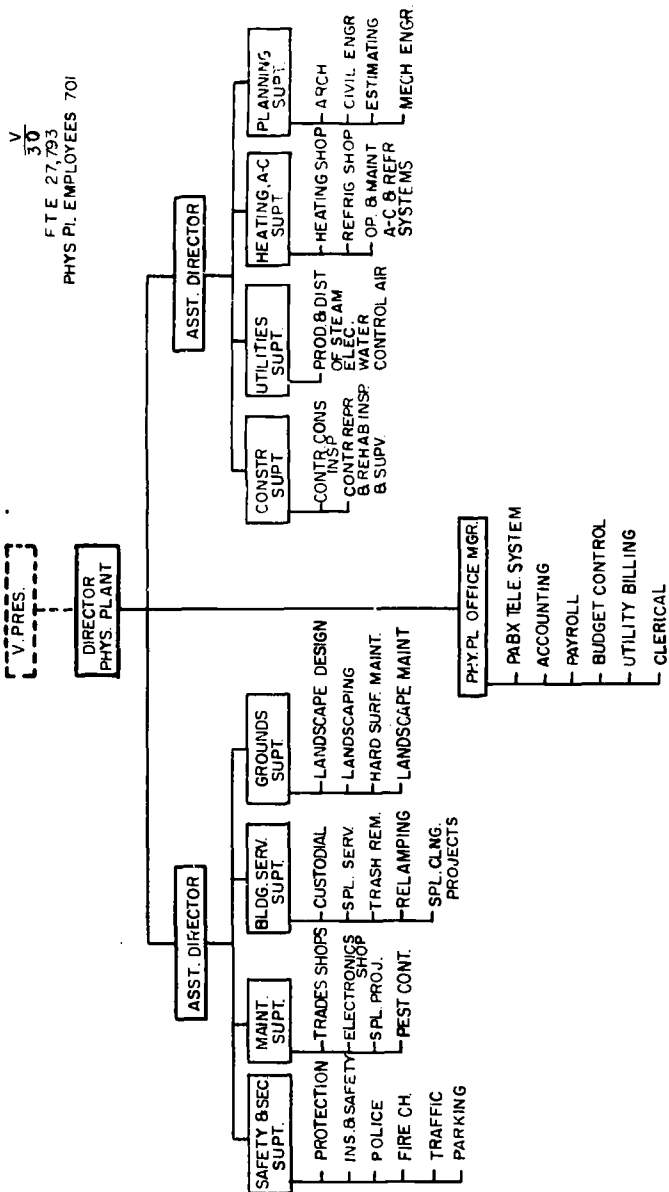 V
30
FTE 27,793
PHYS PL. EMPLOYEES 701
V. PRES.
DIRECTOR
PHYS. PLANT
ASST. DIRECTOR
SAFETY & SEC.
SUPT.
PROTECTION
INS. & SAFETY
POLICE
FIRE CH.
TRAFFIC
PARKING
MAINT.
SUPT.
TRADES SHOPS
ELECTRONICS
SHOP
SPL. PROJ.
PEST CONT.
BLDG. SERV.
SUPT.
CUSTODIAL
SPL. SERV.
TRASH REM.
RELAMPING
SPL. CLNG.
PROJECTS
GROUNDS
SUPT.
LANDSCAPE DESIGN
LANDSCAPING
HARD SURF. MAINT.
LANDSCAPE MAINT
PHY. PL. OFFICE MGR.
PABX TELE. SYSTEM
ACCOUNTING
PAYROLL
BUDGET CONTROL
UTILITY BILLING
CLERICAL
ASST. DIRECTOR
CONSTR
SUPT
CONTR. CONS
INSP
CONTR REPR
& REHAB INSP.
& SUPV.
UTILITIES
SUPT.
PROD. & DIST
OF STEAM
ELEC.
WATER
CONTROL AIR
HEATING, A-C
SUPT
HEATING SHOP
REFRIG SHOP
OP. & MAINT
A-C & REFR
SYSTEMS
PLANNING
SUPT.
ARCH
CIVIL ENGR
ESTIMATING
MECH ENGR.